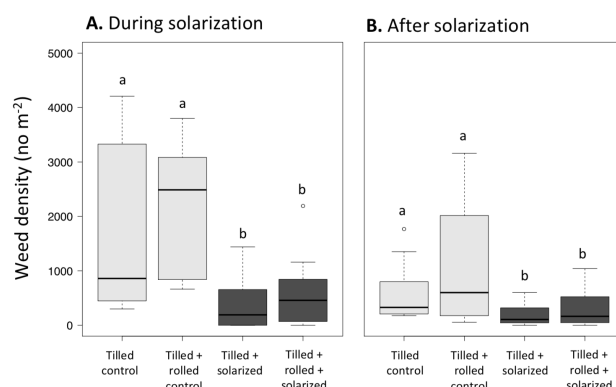 A. During solarization
B. After solarization
Weed density (no m-2)
5000
4000
3000
2000
1000
0
a
a
b
b
a
a
b
b
Tilled
control
Tilled +
rolled
control
Tilled +
solarized
Tilled +
rolled +
solarized
Tilled
control
Tilled +
rolled
control
Tilled +
solarized
Tilled +
rolled +
solarized